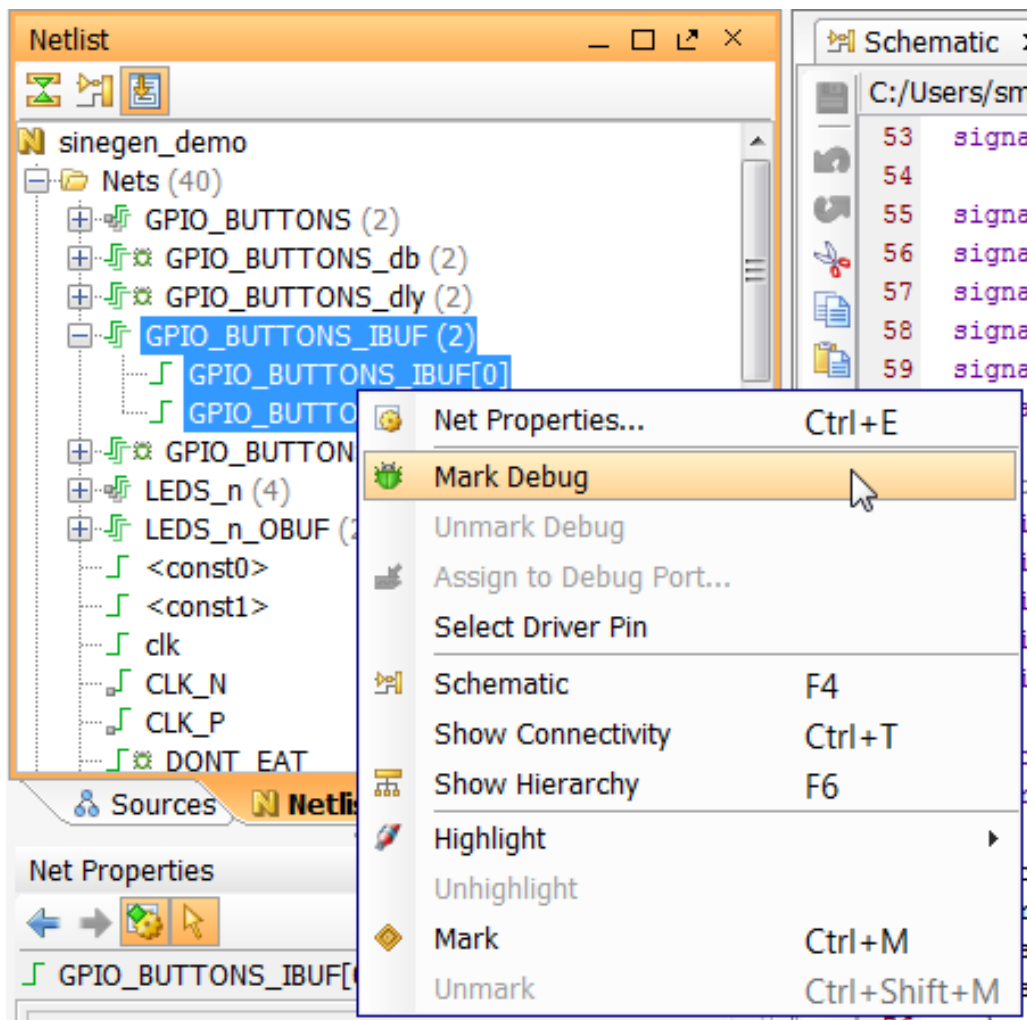 Netlist
sinegen_demo
Nets (40)
GPIO_BUTTONS (2)
GPIO_BUTTONS_db (2)
GPIO_BUTTONS_dly (2)
GPIO_BUTTONS_IBUF (2)
GPIO_BUTTONS_IBUF[0]
GPIO_BUTTO
GPIO_BUTTON
LEDS_n (4)
LEDS_n_OBUF (2
<const0>
<const1>
clk
CLK_N
CLK_P
DONT_EAT
Sources
Netlis
Net Properties
GPIO_BUTTONS_IBUF[
Net Properties... Ctrl+E
Mark Debug
Unmark Debug
Assign to Debug Port...
Select Driver Pin
Schematic F4
Show Connectivity Ctrl+T
Show Hierarchy F6
Highlight
Unhighlight
Mark Ctrl+M
Unmark Ctrl+Shift+M
Schematic
C:/Users/sm
53 signa
54
55 signa
56 signa
57 signa
58 signa
59 signa